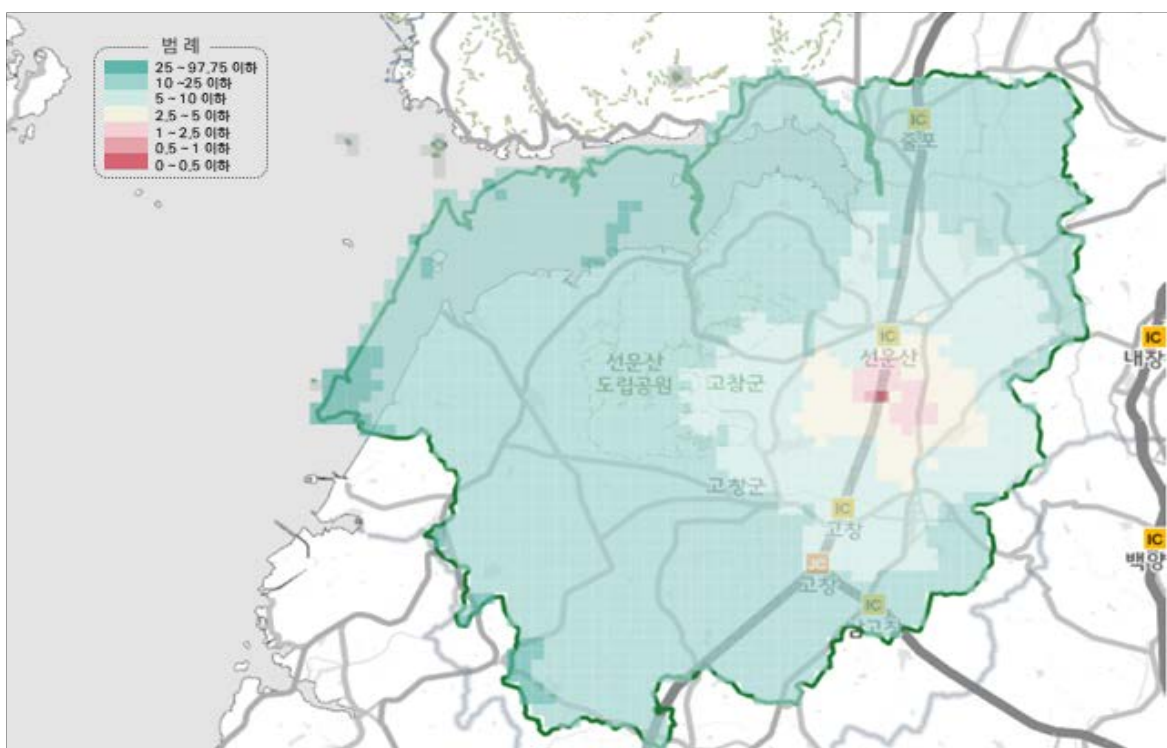 범 례
25 ~ 97.75 이하
10 ~25 이하
5 ~ 10 이하
2.5 ~ 5 이하
1 ~ 2.5 이하
0.5 ~ 1 이하
0 ~ 0.5 이하
IC
줄포
IC
선운산
IC
내장
선운산
도립공원
고창군
고창군
IC
고창
JC
고창
IC
백양
IC
남고창